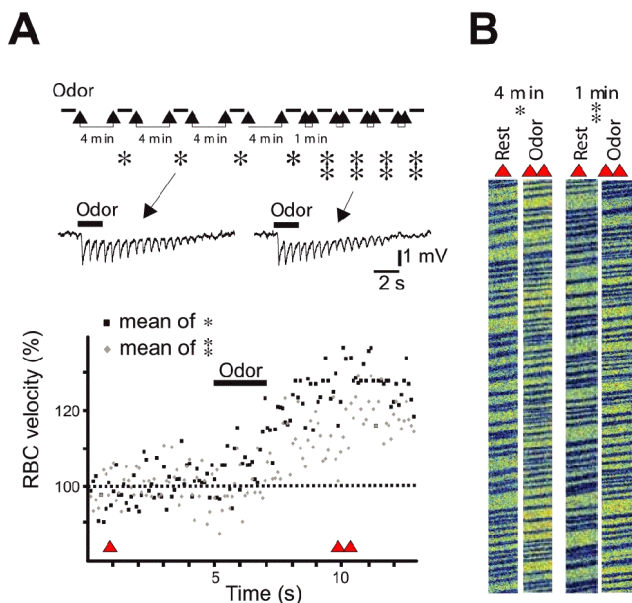 A
B
Odor
4 min 4 min 4 min 4 min 1 min
* * * * ** ** ** **
Odor Odor
1 mV
2 s
mean of *
mean of **
Odor
RBC velocity (%)
120
100
5 10
Time (s)
4 min 1 min
* **
Rest Odor Rest Odor